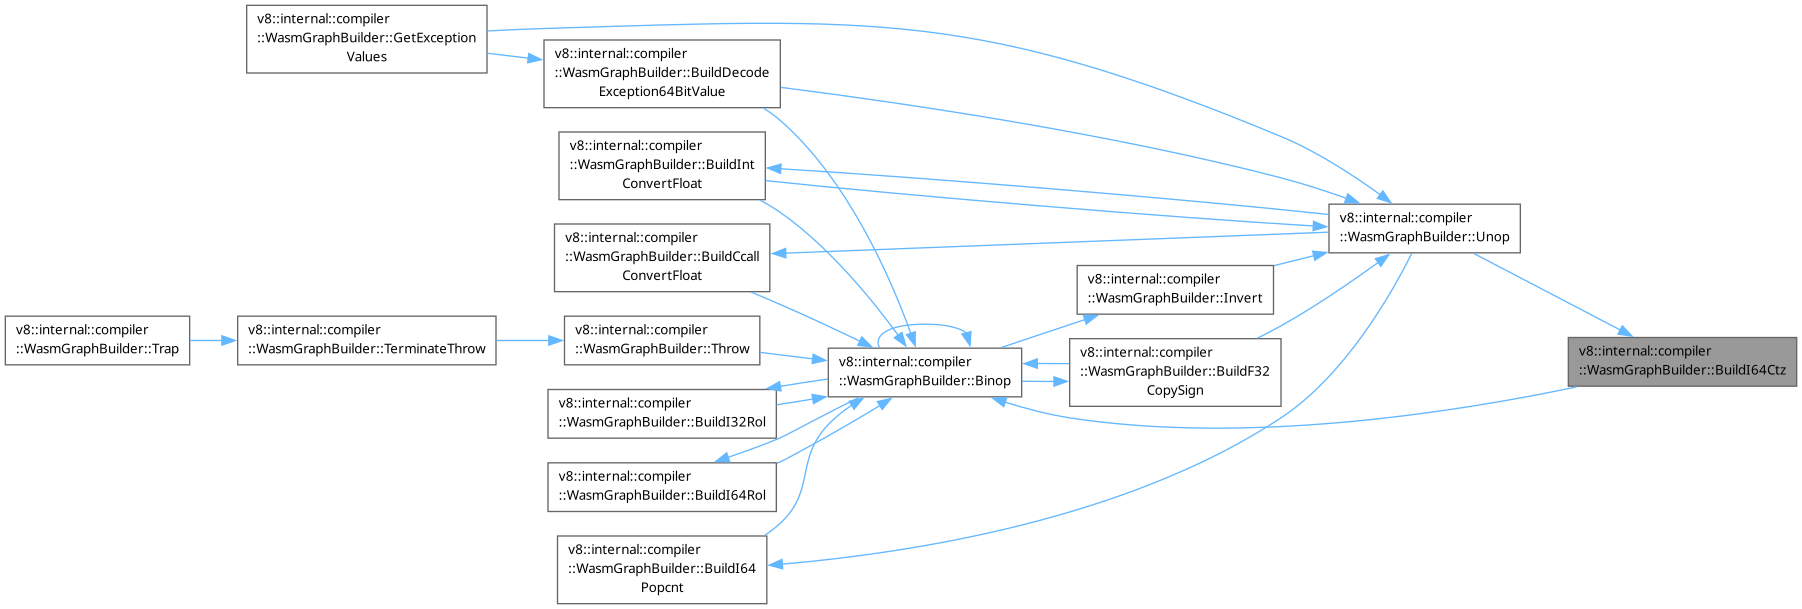 v8::internal::compiler
::WasmGraphBuilder::GetException
Values
v8::internal::compiler
::WasmGraphBuilder::BuildDecode
Exception64BitValue
v8::internal::compiler
::WasmGraphBuilder::BuildInt
ConvertFloat
v8::internal::compiler
::WasmGraphBuilder::Unop
v8::internal::compiler
::WasmGraphBuilder::BuildCcall
ConvertFloat
v8::internal::compiler
::WasmGraphBuilder::Invert
v8::internal::compiler
::WasmGraphBuilder::Trap
v8::internal::compiler
::WasmGraphBuilder::TerminateThrow
v8::internal::compiler
::WasmGraphBuilder::Throw
v8::internal::compiler
::WasmGraphBuilder::Binop
v8::internal::compiler
::WasmGraphBuilder::BuildF32
CopySign
v8::internal::compiler
::WasmGraphBuilder::BuildI64Ctz
v8::internal::compiler
::WasmGraphBuilder::BuildI32Rol
v8::internal::compiler
::WasmGraphBuilder::BuildI64Rol
v8::internal::compiler
::WasmGraphBuilder::BuildI64
Popcnt